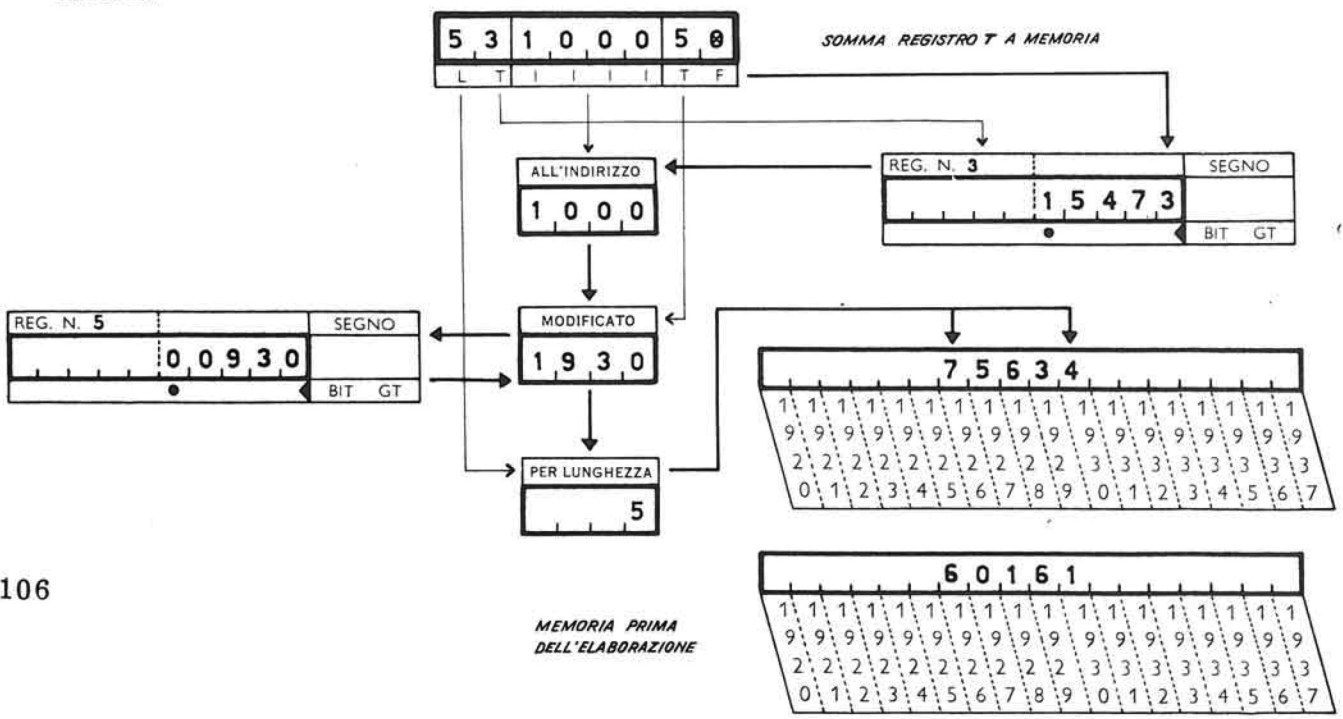 5 3 1 0 0 0 5 ⊗
L T I I I I T F
SOMMA REGISTRO T A MEMORIA
ALL'INDIRIZZO
1 0 0 0
REG. N. 3 SEGNO
1 5 4 7 3
BIT GT
REG. N. 5 SEGNO
0 0 9 3 0
BIT GT
MODIFICATO
1 9 3 0
PER LUNGHEZZA
5
7 5 6 3 4
1 1 1 1 1 1 1 1 1 1 1 1 1 1 1 1 1 1
9 9 9 9 9 9 9 9 9 9 9 9 9 9 9 9 9 9
2 2 2 2 2 2 2 2 2 2 3 3 3 3 3 3 3 3
0 1 2 3 4 5 6 7 8 9 0 1 2 3 4 5 6 7
106
MEMORIA PRIMA
DELL'ELABORAZIONE
6 0 1 6 1
1 1 1 1 1 1 1 1 1 1 1 1 1 1 1 1 1 1
9 9 9 9 9 9 9 9 9 9 9 9 9 9 9 9 9 9
2 2 2 2 2 2 2 2 2 2 3 3 3 3 3 3 3 3
0 1 2 3 4 5 6 7 8 9 0 1 2 3 4 5 6 7